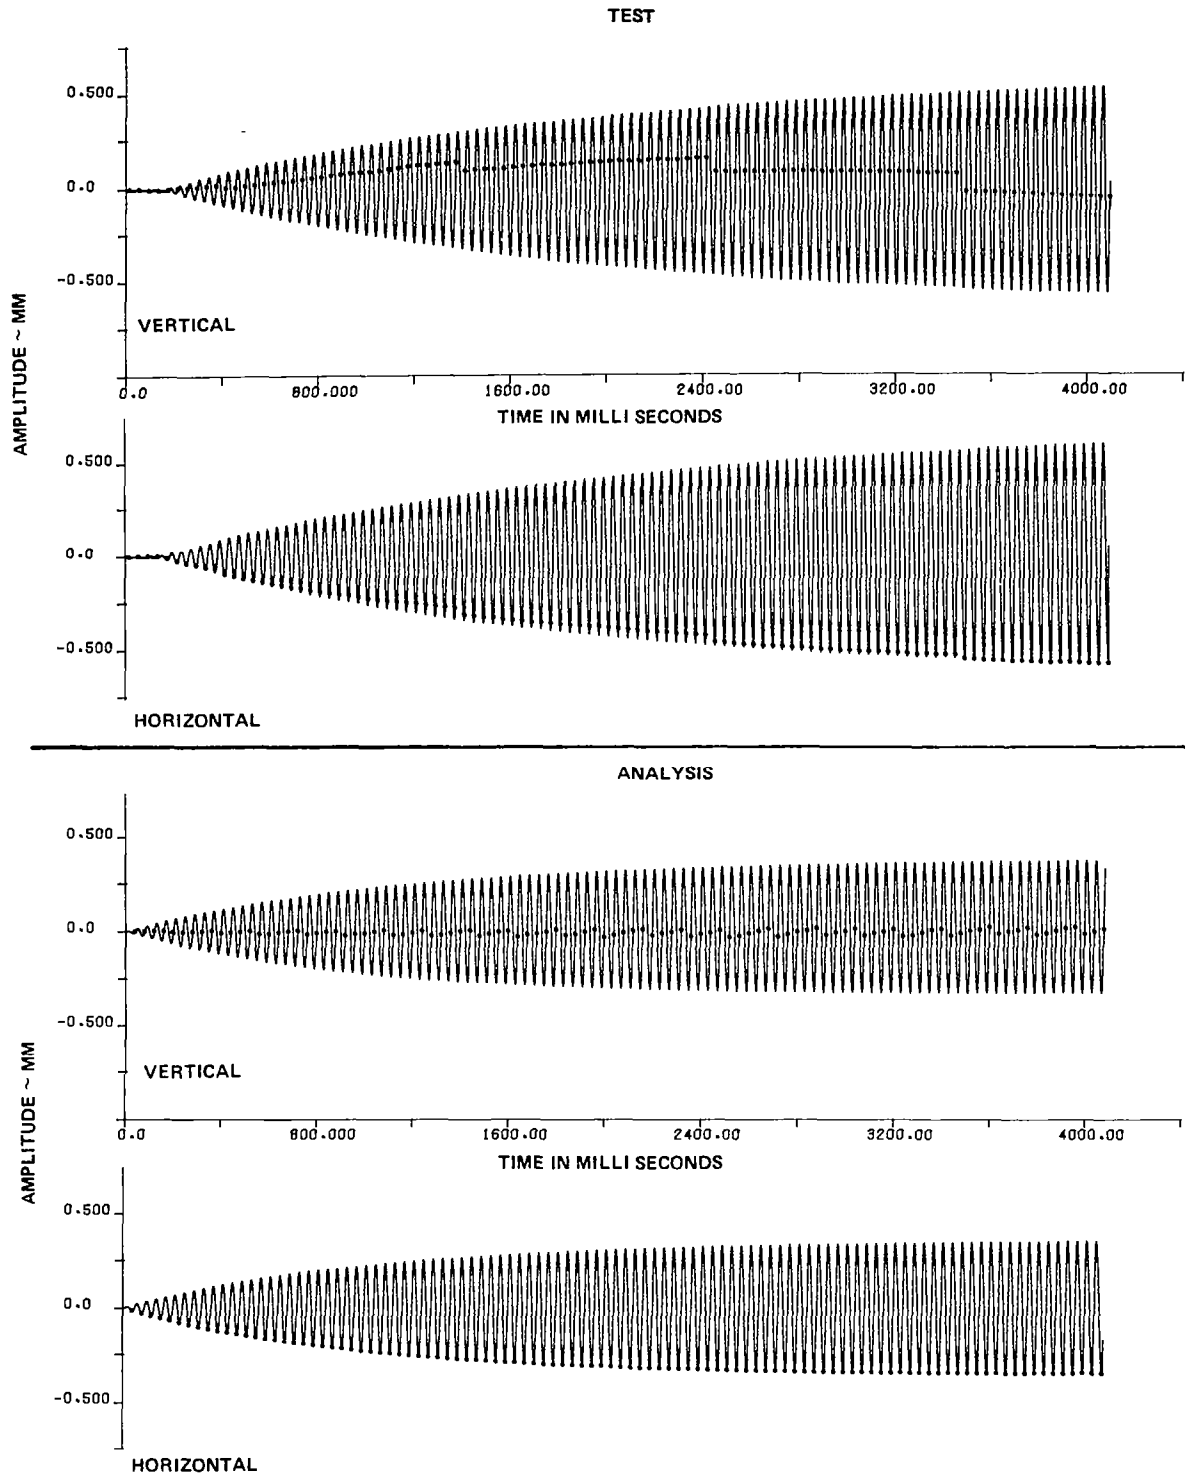 TEST
AMPLITUDE ~ MM
0.500
0.0
-0.500
VERTICAL
0.0 800.000 1600.00 2400.00 3200.00 4000.00
TIME IN MILLI SECONDS
0.500
0.0
-0.500
HORIZONTAL
ANALYSIS
AMPLITUDE ~ MM
0.500
0.0
-0.500
VERTICAL
0.0 800.000 1600.00 2400.00 3200.00 4000.00
TIME IN MILLI SECONDS
0.500
0.0
-0.500
HORIZONTAL